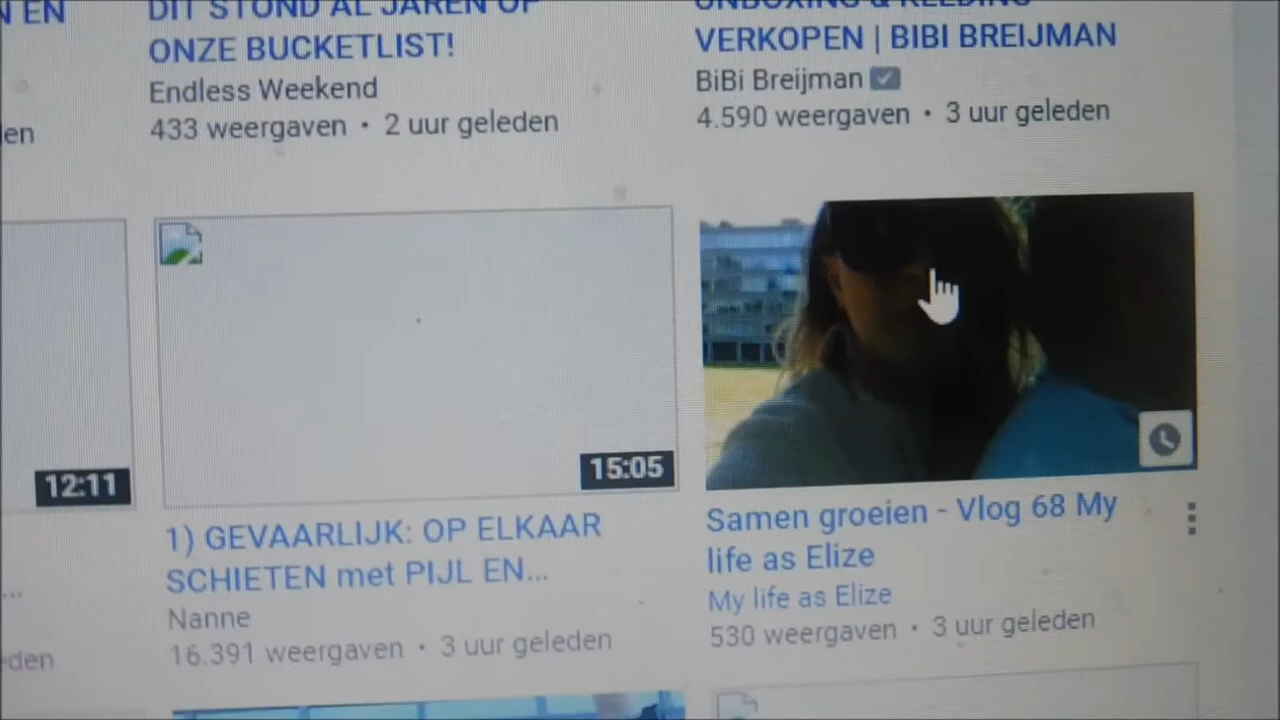 N EN
DIT STOND AL JAREN OP
ONZE BUCKETLIST!
Endless Weekend
433 weergaven • 2 uur geleden
UNBOXING & KLEDING
VERKOPEN | BIBI BREIJMAN
BiBi Breijman
4.590 weergaven • 3 uur geleden
12:11
15:05
1) GEVAARLIJK: OP ELKAAR
SCHIETEN met PIJL EN...
Nanne
16.391 weergaven • 3 uur geleden
Samen groeien - Vlog 68 My
life as Elize
My life as Elize
530 weergaven • 3 uur geleden